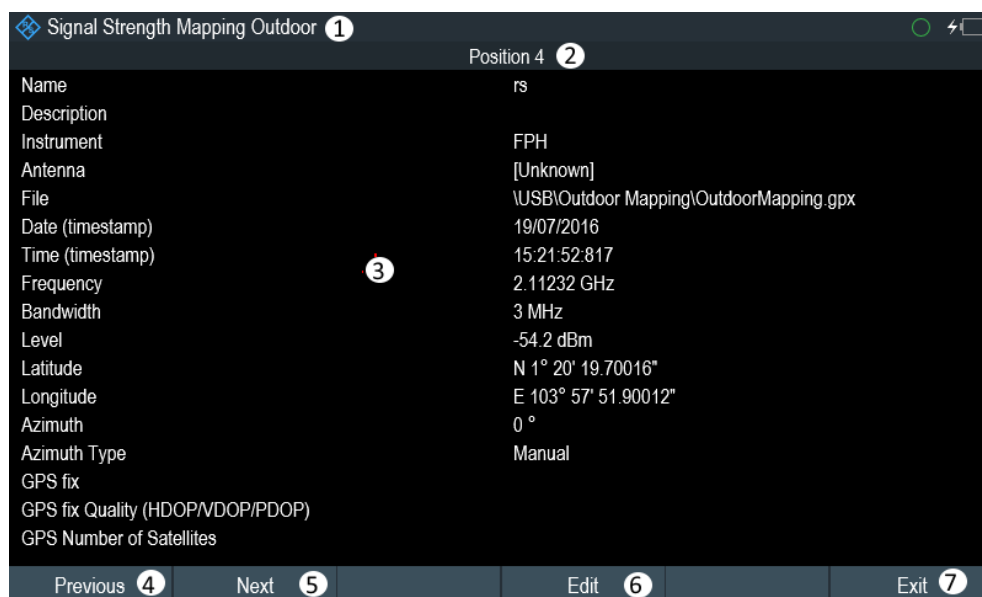 Signal Strength Mapping Outdoor 1
Position 4 2
Name rs
Description
Instrument FPH
Antenna [Unknown]
File \USB\Outdoor Mapping\OutdoorMapping.gpx
Date (timestamp) 19/07/2016
Time (timestamp) 15:21:52:817
3
Frequency 2.11232 GHz
Bandwidth 3 MHz
Level -54.2 dBm
Latitude N 1° 20' 19.70016"
Longitude E 103° 57' 51.90012"
Azimuth 0 °
Azimuth Type Manual
GPS fix
GPS fix Quality (HDOP/VDOP/PDOP)
GPS Number of Satellites
Previous 4 Next 5 Edit 6 Exit 7